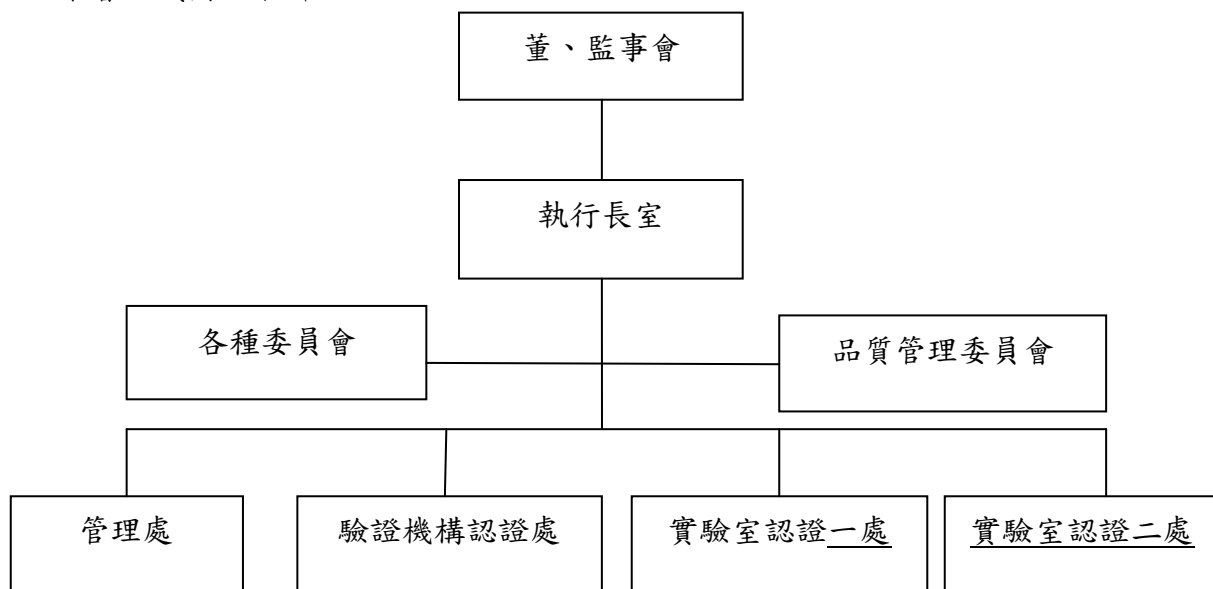 董、監事會
執行長室
各種委員會
品質管理委員會
管理處
驗證機構認證處
實驗室認證一處
實驗室認證二處